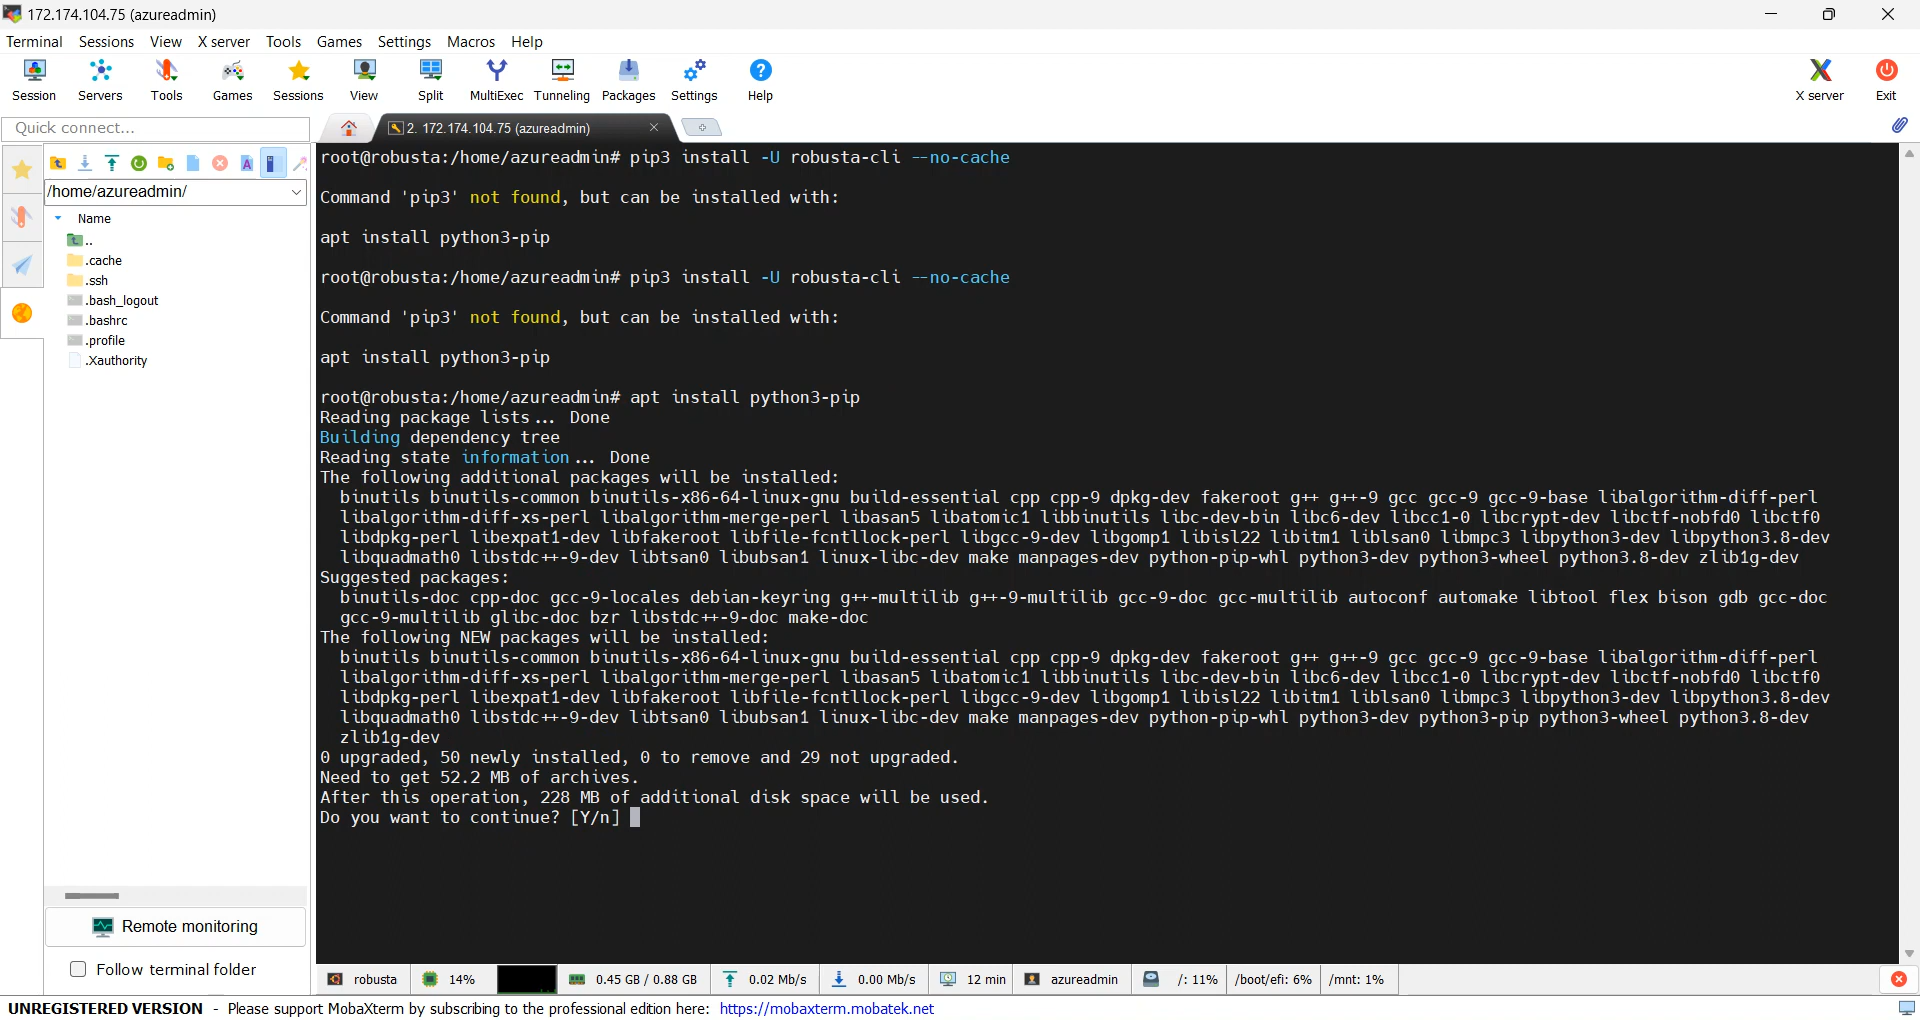 172.174.104.75 (azureadmin)
Terminal Sessions View X server Tools Games Settings Macros Help
Session Servers Tools Games Sessions View Split MultiExec Tunneling Packages Settings Help X server Exit
Quick connect...
2. 172.174.104.75 (azureadmin)
/home/azureadmin/
Name
..
.cache
.ssh
.bash_logout
.bashrc
.profile
.Xauthority
Remote monitoring
Follow terminal folder
root@robusta:/home/azureadmin# pip3 install -U robusta-cli --no-cache
Command 'pip3' not found, but can be installed with:
apt install python3-pip
root@robusta:/home/azureadmin# pip3 install -U robusta-cli --no-cache
Command 'pip3' not found, but can be installed with:
apt install python3-pip
root@robusta:/home/azureadmin# apt install python3-pip
Reading package lists... Done
Building dependency tree
Reading state information... Done
The following additional packages will be installed:
binutils binutils-common binutils-x86-64-linux-gnu build-essential cpp cpp-9 dpkg-dev fakeroot g++ g++-9 gcc gcc-9 gcc-9-base libalgorithm-diff-perl
libalgorithm-diff-xs-perl libalgorithm-merge-perl libasan5 libatomic1 libbinutils libc-dev-bin libc6-dev libcc1-0 libcrypt-dev libctf-nobfd0 libctf0
libdpkg-perl libexpat1-dev libfakeroot libfile-fcntllock-perl libgcc-9-dev libgomp1 libisl22 libitm1 liblsan0 libmpc3 libpython3-dev libpython3.8-dev
libquadmath0 libstdc++-9-dev libtsan0 libubsan1 linux-libc-dev make manpages-dev python-pip-whl python3-dev python3-wheel python3.8-dev zlib1g-dev
Suggested packages:
binutils-doc cpp-doc gcc-9-locales debian-keyring g++-multilib g++-9-multilib gcc-9-doc gcc-multilib autoconf automake libtool flex bison gdb gcc-doc
gcc-9-multilib glibc-doc bzr libstdc++-9-doc make-doc
The following NEW packages will be installed:
binutils binutils-common binutils-x86-64-linux-gnu build-essential cpp cpp-9 dpkg-dev fakeroot g++ g++-9 gcc gcc-9 gcc-9-base libalgorithm-diff-perl
libalgorithm-diff-xs-perl libalgorithm-merge-perl libasan5 libatomic1 libbinutils libc-dev-bin libc6-dev libcc1-0 libcrypt-dev libctf-nobfd0 libctf0
libdpkg-perl libexpat1-dev libfakeroot libfile-fcntllock-perl libgcc-9-dev libgomp1 libisl22 libitm1 liblsan0 libmpc3 libpython3-dev libpython3.8-dev
libquadmath0 libstdc++-9-dev libtsan0 libubsan1 linux-libc-dev make manpages-dev python-pip-whl python3-dev python3-pip python3-wheel python3.8-dev
zlib1g-dev
0 upgraded, 50 newly installed, 0 to remove and 29 not upgraded.
Need to get 52.2 MB of archives.
After this operation, 228 MB of additional disk space will be used.
Do you want to continue? [Y/n]
robusta 14% 0.45 GB / 0.88 GB 0.02 Mb/s 0.00 Mb/s 12 min azureadmin /: 11% /boot/efi: 6% /mnt: 1%
UNREGISTERED VERSION - Please support MobaXterm by subscribing to the professional edition here: https://mobaxterm.mobatek.net